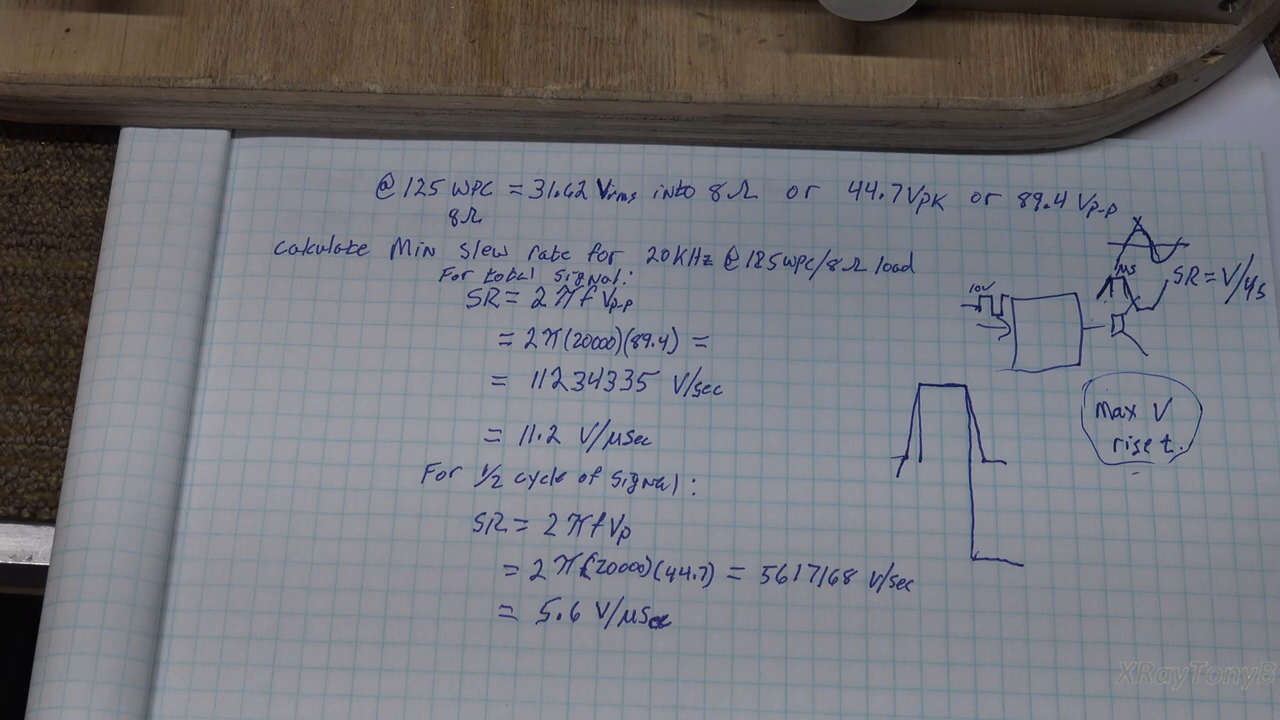 @ 125 WPC = 31.62 Vrms into 8Ω or 44.7 Vpk or 89.4 Vp-p
8Ω
Calculate Min Slew rate for 20KHz @ 125WPC/8Ω load
For total Signal:
SR = 2πf Vp-p
= 2π(20000)(89.4) =
= 11234335 V/sec
= 11.2 V/μSec
For 1/2 cycle of Signal:
SR = 2πf Vp
= 2π(20000)(44.7) = 5617168 V/sec
= 5.6 V/μSec
SR = V/μs
10V
Max V
rise t.
XRayTonyB